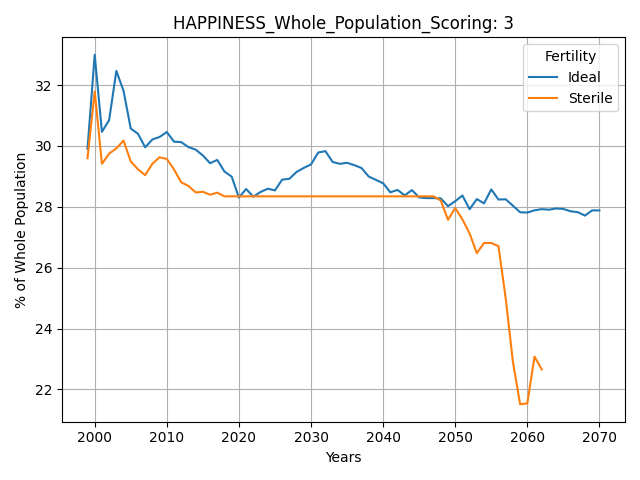 HAPPINESS_Whole_Population_Scoring: 3
% of Whole Population
Fertility
Ideal
Sterile
32
30
28
26
24
22
2000 2010 2020 2030 2040 2050 2060 2070
Years